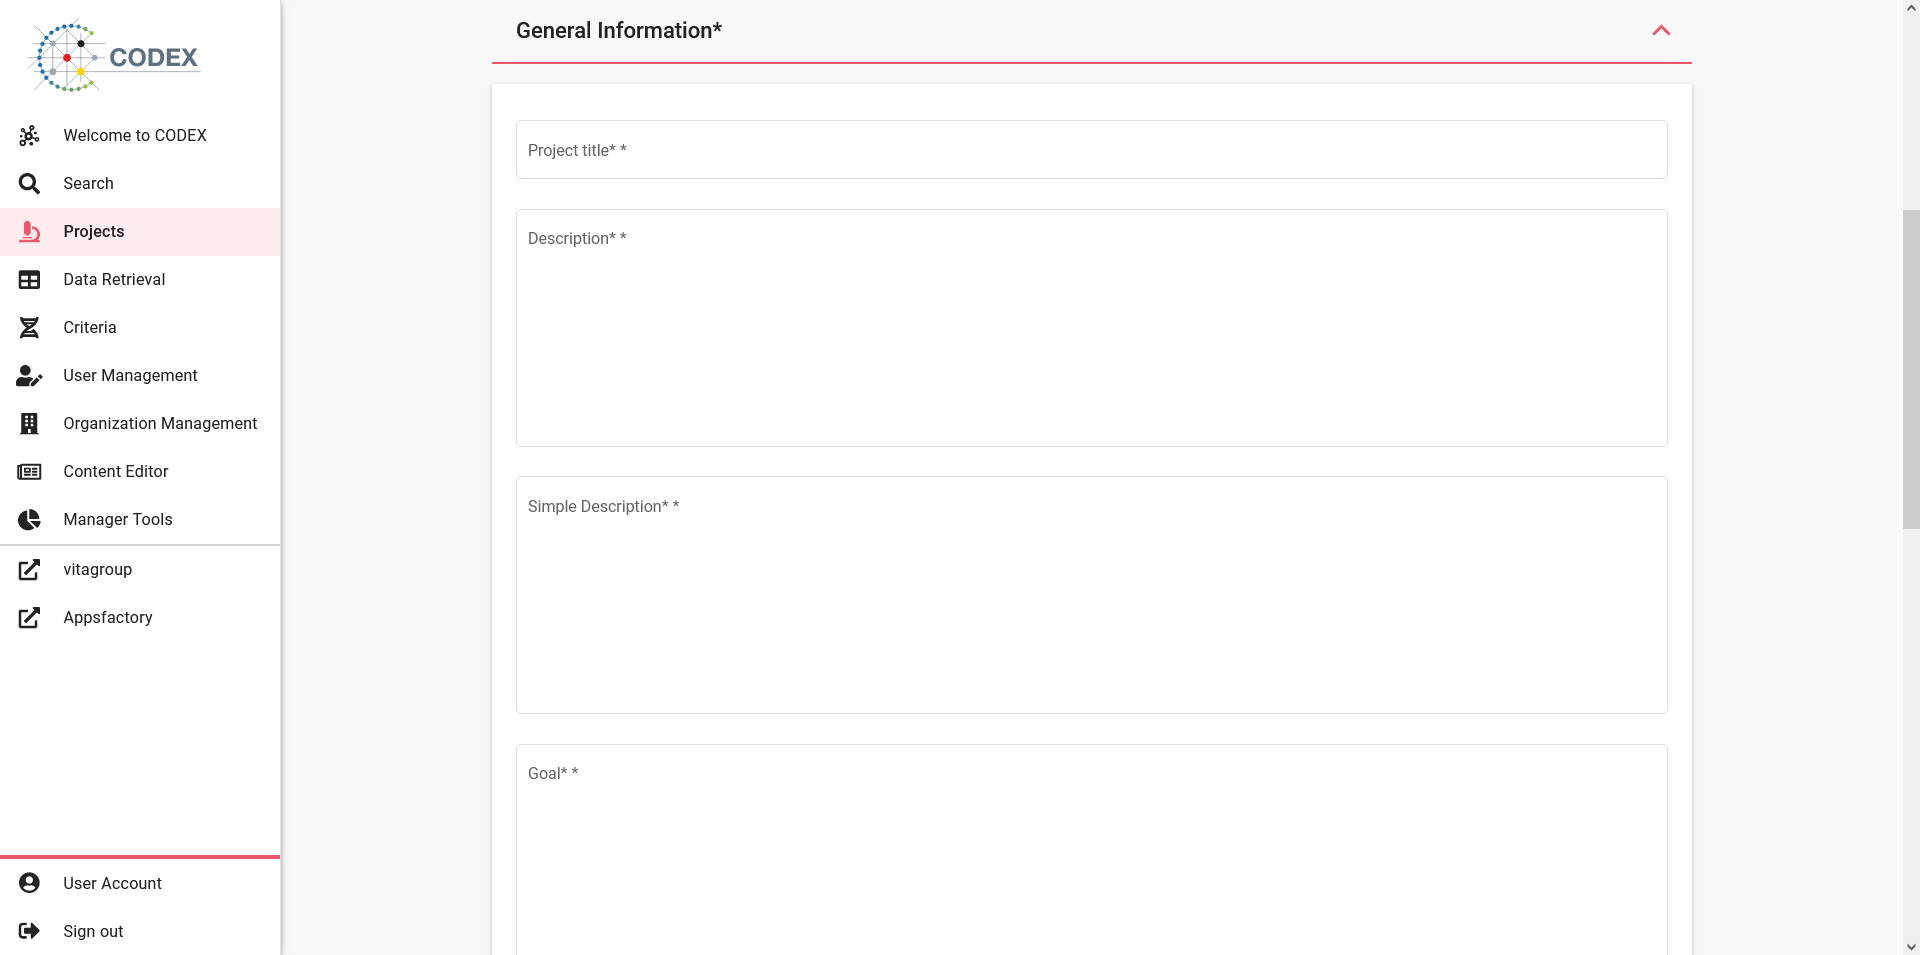 CODEX
Welcome to CODEX
Search
Projects
Data Retrieval
Criteria
User Management
Organization Management
Content Editor
Manager Tools
vitagroup
Appsfactory
User Account
Sign out
General Information*
Project title* *
Description* *
Simple Description* *
Goal* *